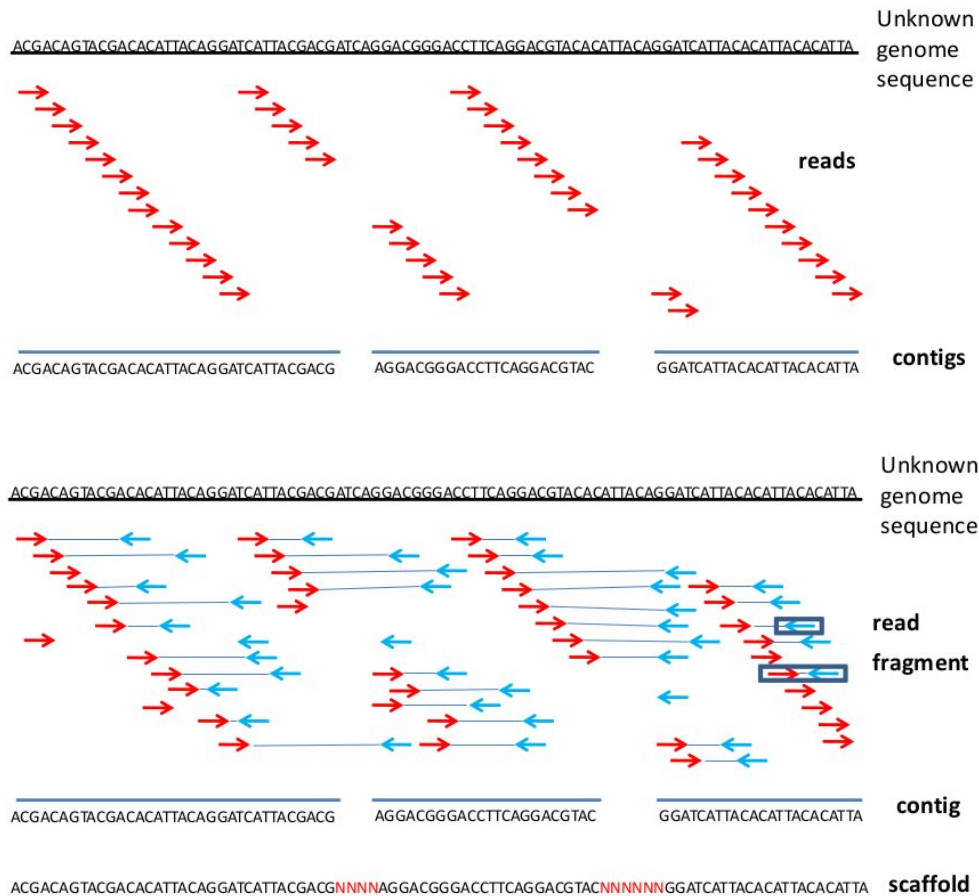 Unknown
genome
sequence
ACGACAGTACGACACATTACAGGATCATTACGACGATCAGGACGGGACCTTCAGGACGTACACATTACAGGATCATTACACATTACACATTA
reads
contigs
ACGACAGTACGACACATTACAGGATCATTACGACG
AGGACGGGACCTTCAGGACGTAC
GGATCATTACACATTACACATTA
Unknown
genome
sequence
ACGACAGTACGACACATTACAGGATCATTACGACGATCAGGACGGGACCTTCAGGACGTACACATTACAGGATCATTACACATTACACATTA
read
fragment
contig
ACGACAGTACGACACATTACAGGATCATTACGACG
AGGACGGGACCTTCAGGACGTAC
GGATCATTACACATTACACATTA
ACGACAGTACGACACATTACAGGATCATTACGACGNNNNAGGACGGGACCTTCAGGACGTACNNNNNNGGATCATTACACATTACACATTA
scaffold